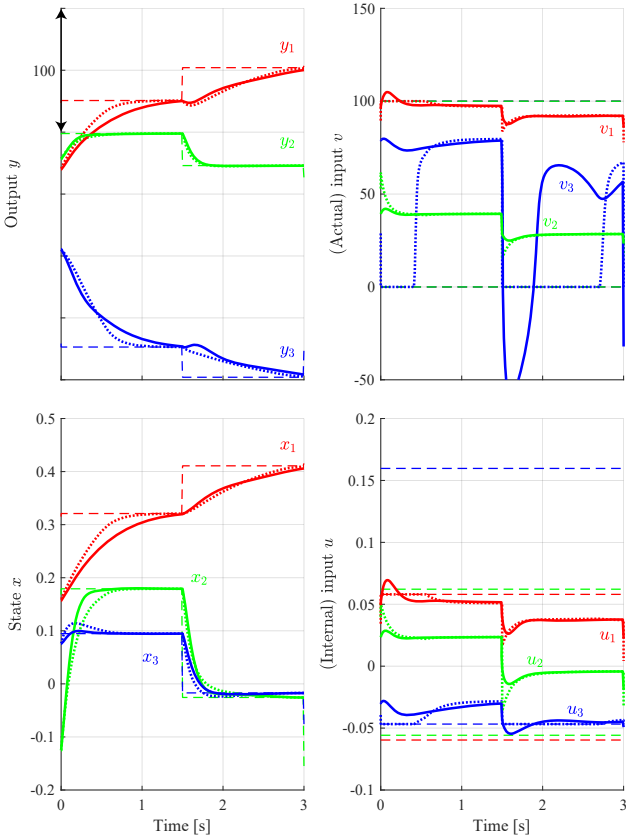 100
Output y
y₁
y₂
y₃
150
100
50
0
-50
(Actual) input v
v₁
v₃
v₂
0.5
0.4
0.3
0.2
0.1
0
-0.1
-0.2
State x
x₁
x₂
x₃
0 1 2 3
Time [s]
0.2
0.15
0.1
0.05
0
-0.05
-0.1
(Internal) input u
u₁
u₂
u₃
0 1 2 3
Time [s]